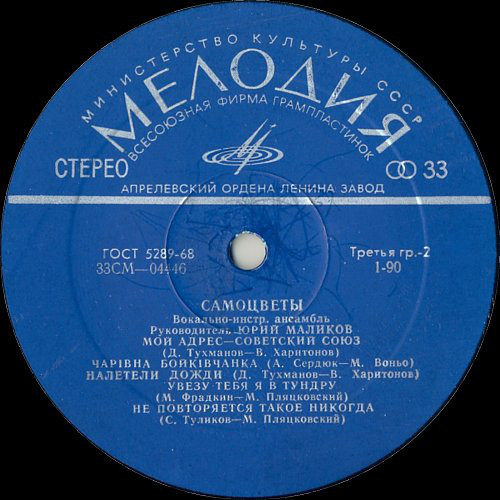 МИНИСТЕРСТВО КУЛЬТУРЫ СССР
МЕЛОДИЯ
ВСЕСОЮЗНАЯ ФИРМА ГРАМПЛАСТИНОК
СТЕРЕО 33
АПРЕЛЕВСКИЙ ОРДЕНА ЛЕНИНА ЗАВОД
ГОСТ 5289-68 Третья гр.-2
33СМ—04446 1-90
САМОЦВЕТЫ
Вокально-инстр. ансамбль
Руководитель ЮРИЙ МАЛИКОВ
МОЙ АДРЕС—СОВЕТСКИЙ СОЮЗ
(Д. Тухманов—В. Харитонов)
ЧАРІВНА БОЙКІВЧАНКА (А. Сердюк—М. Воньо)
НАЛЕТЕЛИ ДОЖДИ (Д. Тухманов—В. Харитонов)
УВЕЗУ ТЕБЯ Я В ТУНДРУ
(М. Фрадкин—М. Пляцковский)
НЕ ПОВТОРЯЕТСЯ ТАКОЕ НИКОГДА
(С. Туликов—М. Пляцковский)